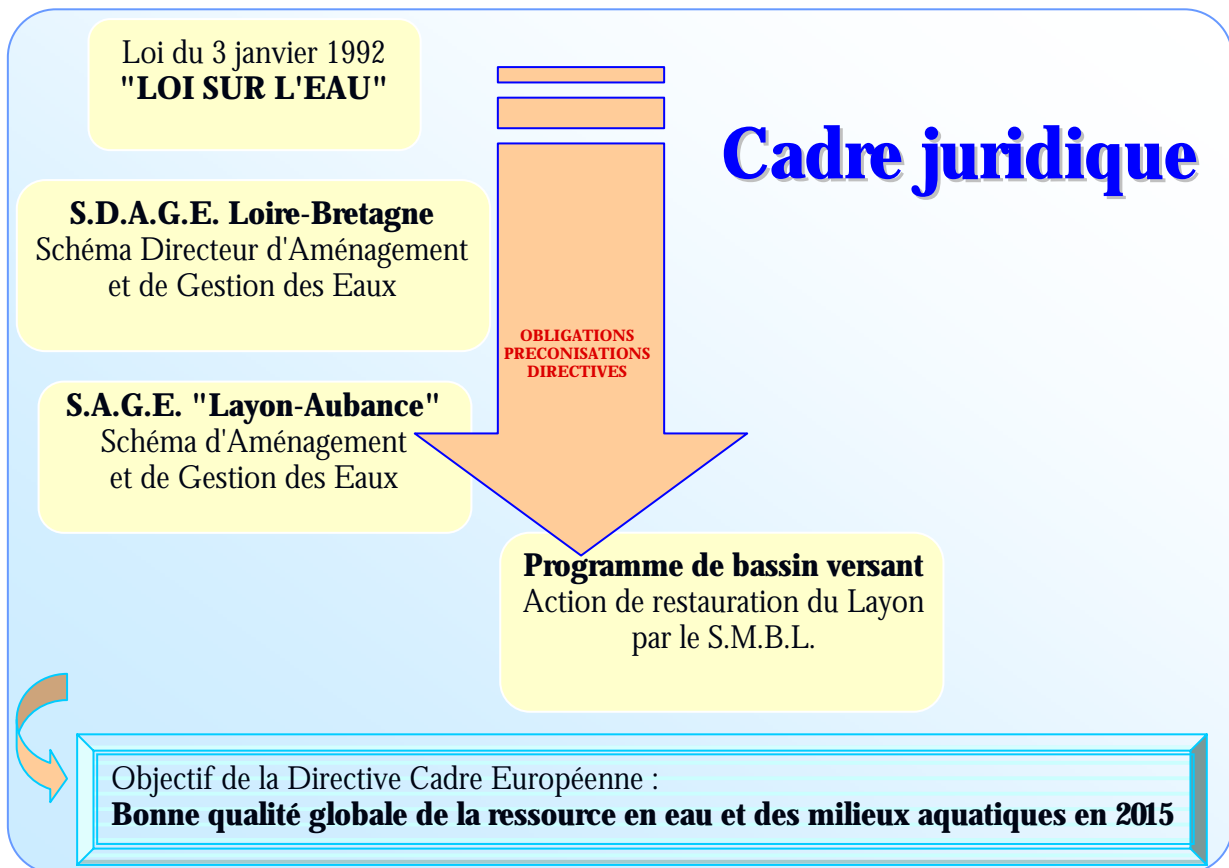 Loi du 3 janvier 1992
"LOI SUR L'EAU"
Cadre juridique
S.D.A.G.E. Loire-Bretagne
Schéma Directeur d'Aménagement
et de Gestion des Eaux
OBLIGATIONS
PRECONISATIONS
DIRECTIVES
S.A.G.E. "Layon-Aubance"
Schéma d'Aménagement
et de Gestion des Eaux
Programme de bassin versant
Action de restauration du Layon
par le S.M.B.L.
Objectif de la Directive Cadre Européenne :
Bonne qualité globale de la ressource en eau et des milieux aquatiques en 2015